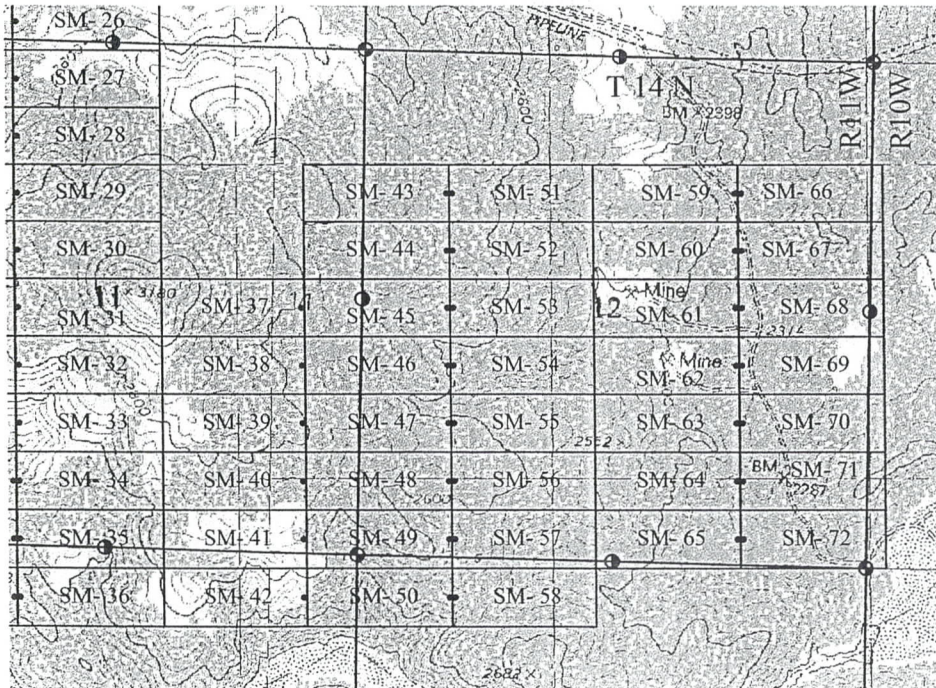 SM- 26
PIPELINE
SM- 27
T 14 N
2600
R11W
R10W
SM- 28
BM × 2398
SM- 29
SM- 43
SM- 51
SM- 59
SM- 66
SM- 30
SM- 44
SM- 52
SM- 60
SM- 67
11
× 3180
SM- 31
SM- 37
SM- 45
SM- 53
12
Mine
SM- 61
SM- 68
2314
SM- 32
SM- 38
SM- 46
SM- 54
Mine
SM- 62
SM- 69
SM- 33
SM- 39
SM- 47
SM- 55
2552 ×
SM- 63
SM- 70
SM- 34
SM- 40
SM- 48
SM- 56
SM- 64
BM
SM- 71
2287
2600
SM- 35
SM- 41
SM- 49
SM- 57
SM- 65
SM- 72
SM- 36
SM- 42
SM- 50
SM- 58
2682 ×